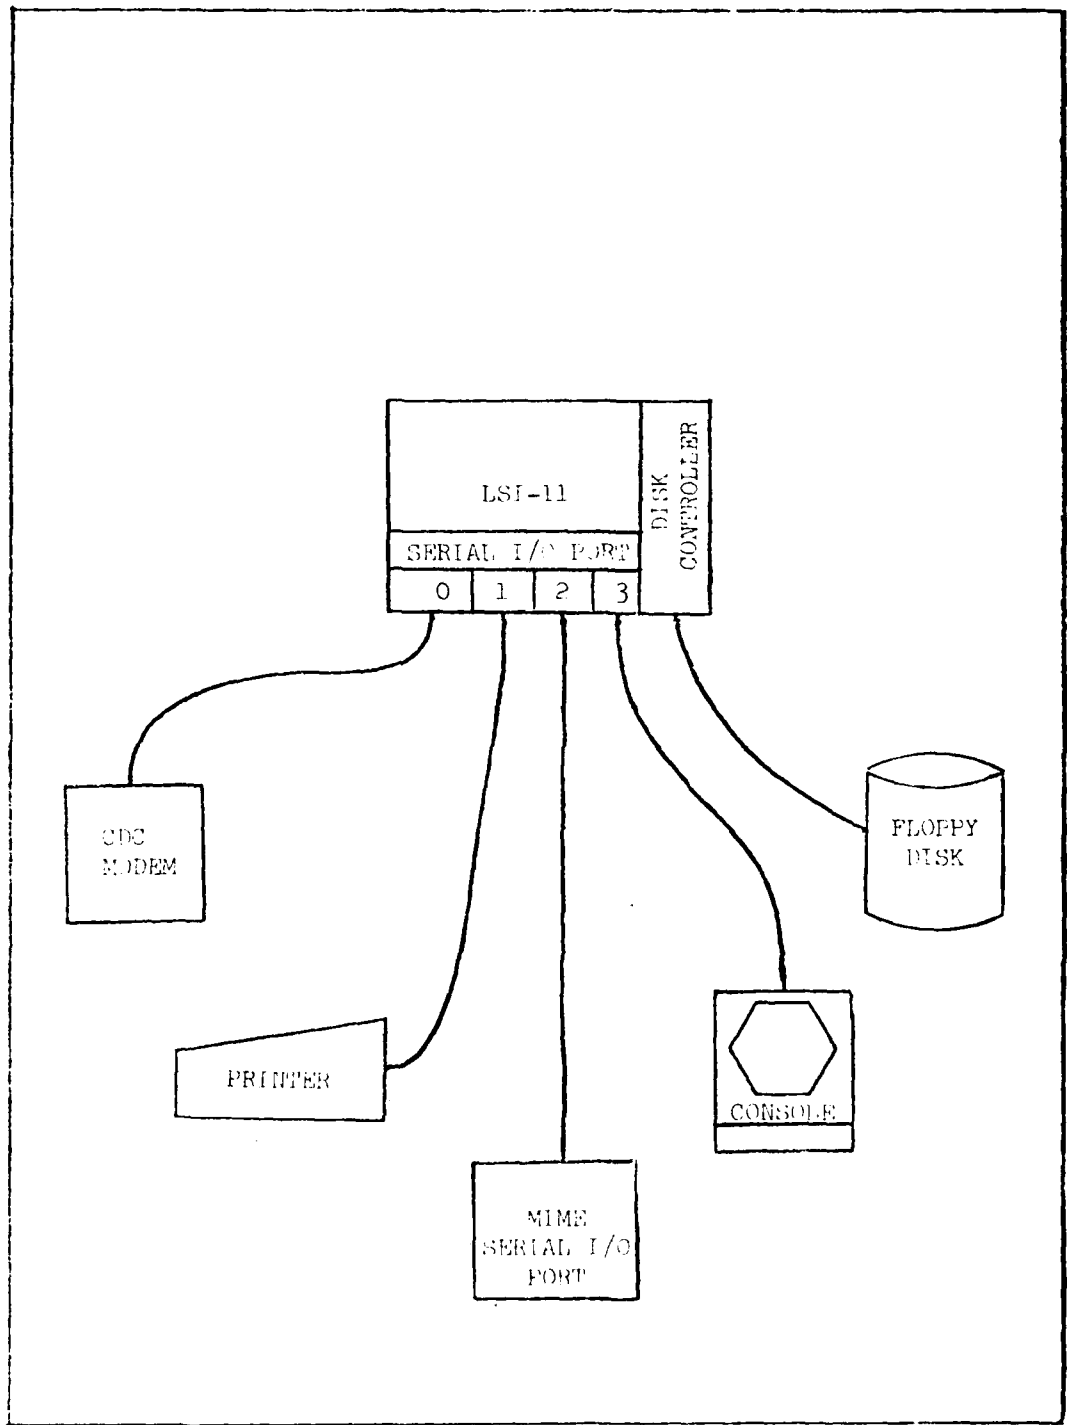 LSI-11
DISK
CONTROLLER
SERIAL I/O PORT
0 1 2 3
CDC
MODEM
FLOPPY
DISK
PRINTER
CONSOLE
MIME
SERIAL I/O
PORT